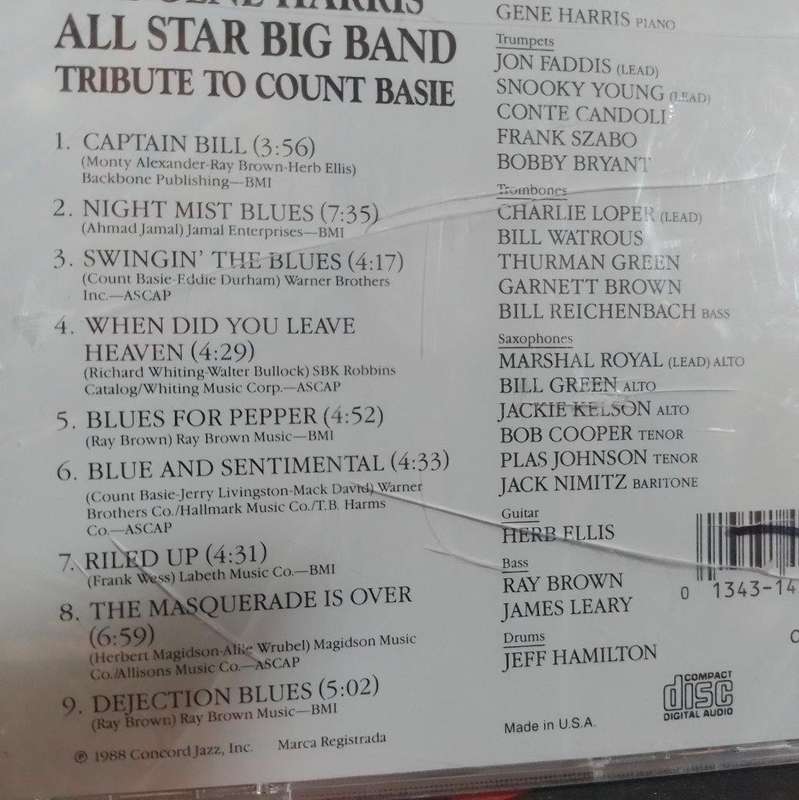 GENE HARRIS
ALL STAR BIG BAND
TRIBUTE TO COUNT BASIE
1. CAPTAIN BILL (3:56)
(Monty Alexander-Ray Brown-Herb Ellis)
Backbone Publishing—BMI
2. NIGHT MIST BLUES (7:35)
(Ahmad Jamal) Jamal Enterprises—BMI
3. SWINGIN' THE BLUES (4:17)
(Count Basie-Eddie Durham) Warner Brothers
Inc.—ASCAP
4. WHEN DID YOU LEAVE
HEAVEN (4:29)
(Richard Whiting-Walter Bullock) SBK Robbins
Catalog/Whiting Music Corp.—ASCAP
5. BLUES FOR PEPPER (4:52)
(Ray Brown) Ray Brown Music—BMI
6. BLUE AND SENTIMENTAL (4:33)
(Count Basie-Jerry Livingston-Mack David) Warner
Brothers Co./Hallmark Music Co./T.B. Harms
Co.—ASCAP
7. RILED UP (4:31)
(Frank Wess) Labeth Music Co.—BMI
8. THE MASQUERADE IS OVER
(6:59)
(Herbert Magidson-Allie Wrubel) Magidson Music
Co./Allisons Music Co.—ASCAP
9. DEJECTION BLUES (5:02)
(Ray Brown) Ray Brown Music—BMI
℗ 1988 Concord Jazz, Inc. Marca Registrada
GENE HARRIS PIANO
Trumpets
JON FADDIS (LEAD)
SNOOKY YOUNG (LEAD)
CONTE CANDOLI
FRANK SZABO
BOBBY BRYANT
Trombones
CHARLIE LOPER (LEAD)
BILL WATROUS
THURMAN GREEN
GARNETT BROWN
BILL REICHENBACH BASS
Saxophones
MARSHAL ROYAL (LEAD) ALTO
BILL GREEN ALTO
JACKIE KELSON ALTO
BOB COOPER TENOR
PLAS JOHNSON TENOR
JACK NIMITZ BARITONE
Guitar
HERB ELLIS
Bass
RAY BROWN
JAMES LEARY
Drums
JEFF HAMILTON
0 1343-14
COMPACT
disc
DIGITAL AUDIO
Made in U.S.A.